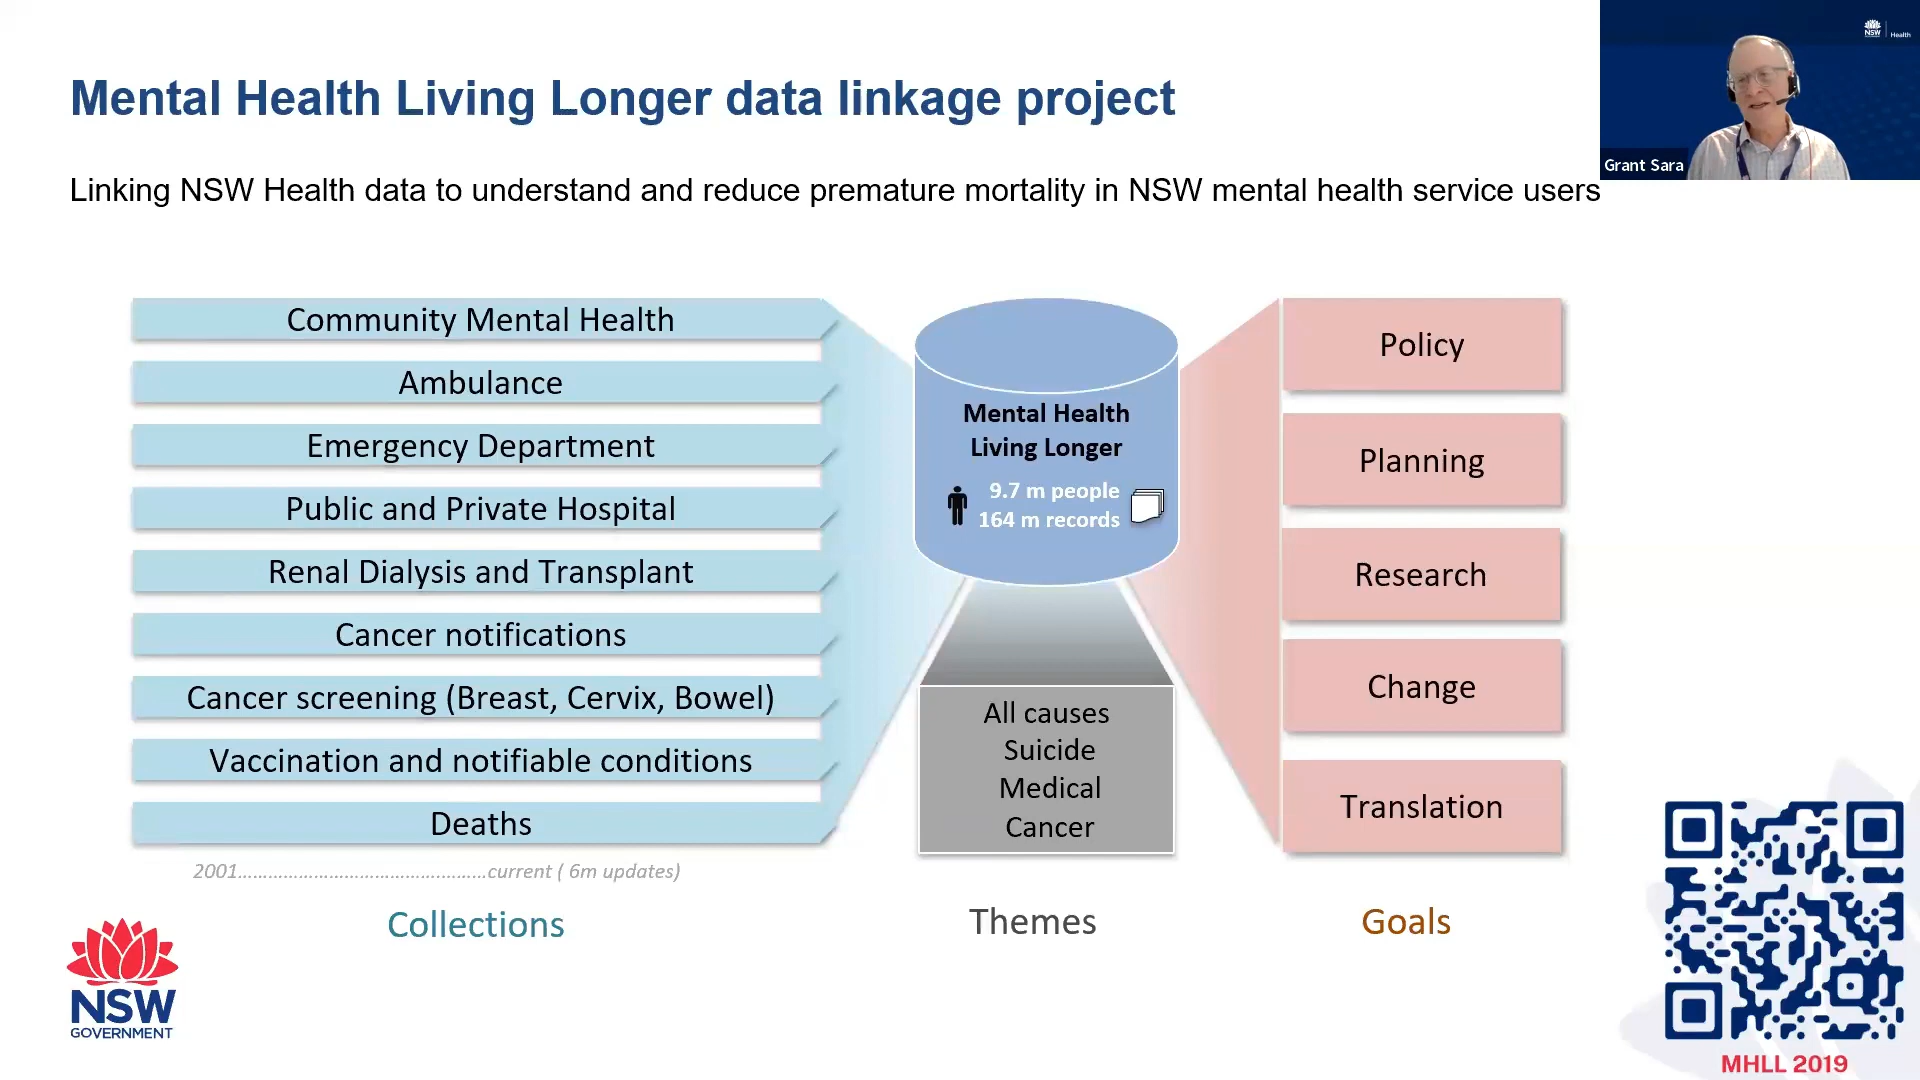 Mental Health Living Longer data linkage project
NSW
Health
Grant Sara
Linking NSW Health data to understand and reduce premature mortality in NSW mental health service users
Community Mental Health
Ambulance
Emergency Department
Public and Private Hospital
Renal Dialysis and Transplant
Cancer notifications
Cancer screening (Breast, Cervix, Bowel)
Vaccination and notifiable conditions
Deaths
2001……………………………………current ( 6m updates)
Collections
Mental Health
Living Longer
9.7 m people
164 m records
All causes
Suicide
Medical
Cancer
Themes
Policy
Planning
Research
Change
Translation
Goals
NSW
GOVERNMENT
MHLL 2019